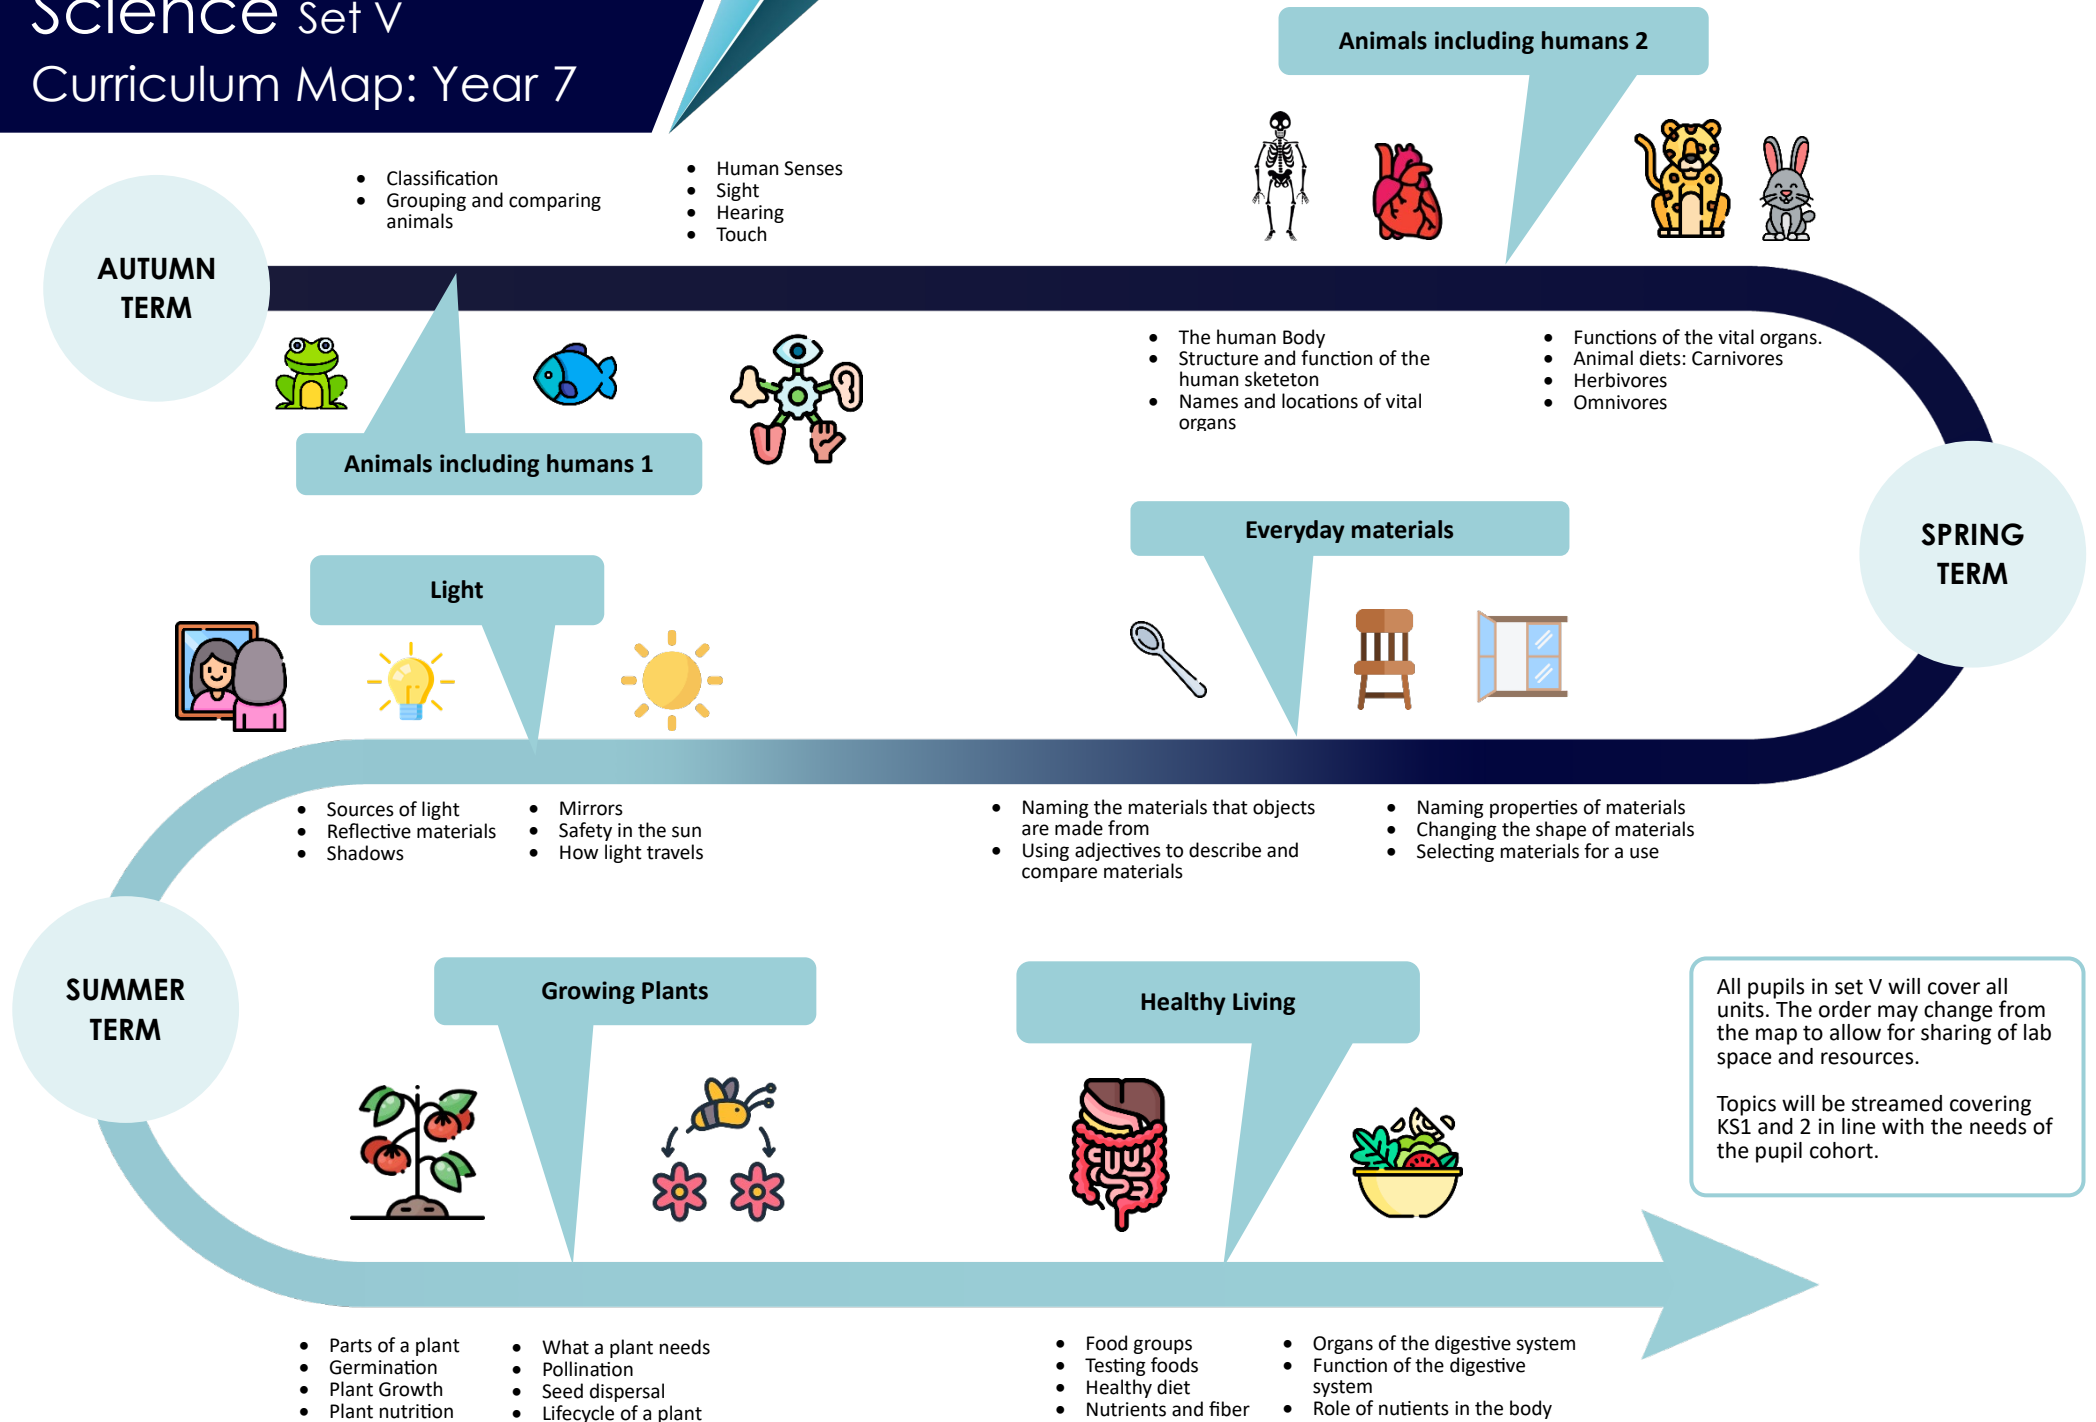 Science Set V
Curriculum Map: Year 7
Animals including humans 2
• Classification
• Grouping and comparing
animals
• Human Senses
• Sight
• Hearing
• Touch
AUTUMN
TERM
Animals including humans 1
• The human Body
• Structure and function of the
human sketeton
• Names and locations of vital
organs
• Functions of the vital organs.
• Animal diets: Carnivores
• Herbivores
• Omnivores
SPRING
TERM
Everyday materials
Light
• Naming the materials that objects
are made from
• Using adjectives to describe and
compare materials
• Naming properties of materials
• Changing the shape of materials
• Selecting materials for a use
• Sources of light
• Reflective materials
• Shadows
• Mirrors
• Safety in the sun
• How light travels
SUMMER
TERM
Growing Plants
Healthy Living
All pupils in set V will cover all
units. The order may change from
the map to allow for sharing of lab
space and resources.
Topics will be streamed covering
KS1 and 2 in line with the needs of
the pupil cohort.
• Parts of a plant
• Germination
• Plant Growth
• Plant nutrition
• What a plant needs
• Pollination
• Seed dispersal
• Lifecycle of a plant
• Food groups
• Testing foods
• Healthy diet
• Nutrients and fiber
• Organs of the digestive system
• Function of the digestive
system
• Role of nutients in the body